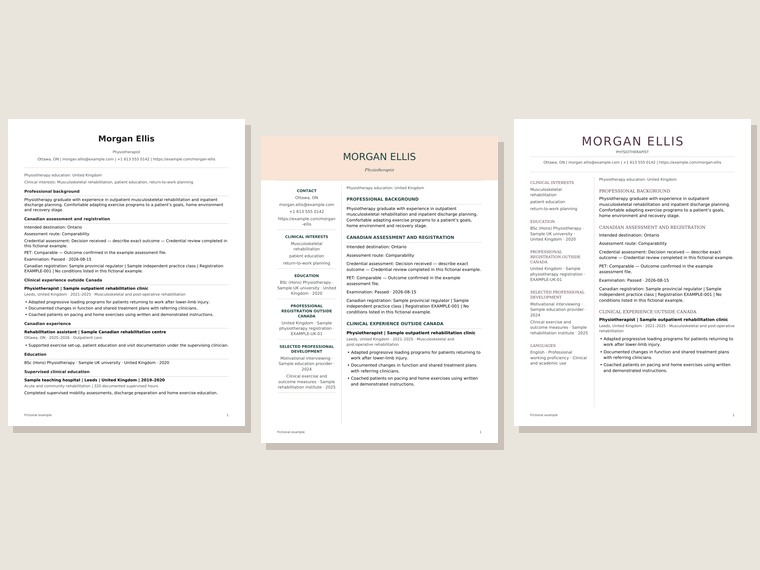 Morgan Ellis
Physiotherapist
Ottawa, ON | morgan-ellis@example.com | +1 613 555 0142 | https://example.com/morgan-ellis
Physiotherapy education: United Kingdom
Clinical interests: Musculoskeletal rehabilitation, patient education, return-to-work planning
Professional background
Physiotherapy graduate with experience in outpatient musculoskeletal rehabilitation and inpatient
discharge planning. Comfortable adapting exercise programs to a patient's goals, home environment
and recovery stage.
Canadian assessment and registration
Intended destination: Ontario
Assessment route: Comparability
Credential assessment: Decision received — describe exact outcome — Credential review completed in
this fictional example.
PET: Comparable — Outcome confirmed in the example assessment file.
Examination: Passed · 2026-08-15
Canadian registration: Sample provincial regulator | Sample independent practice class | Registration
EXAMPLE-001 | No conditions listed in this fictional example.
Clinical experience outside Canada
Physiotherapist | Sample outpatient rehabilitation clinic
Leeds, United Kingdom · 2021–2025 · Musculoskeletal and post-operative rehabilitation
• Adapted progressive loading programs for patients returning to work after lower-limb injury.
• Documented changes in function and shared treatment plans with referring clinicians.
• Coached patients on pacing and home exercises using written and demonstrated instructions.
Canadian experience
Rehabilitation assistant | Sample Canadian rehabilitation centre
Ottawa, ON · 2025–2026 · Outpatient care
• Supported exercise set-up, patient education and visit documentation under the supervising clinician.
Education
BSc (Hons) Physiotherapy · Sample UK university · United Kingdom · 2020
Supervised clinical education
Sample teaching hospital | Leeds | United Kingdom | 2019–2020
Acute and community rehabilitation | 320 documented supervised hours
Completed supervised mobility assessments, discharge preparation and home exercise education.
Fictional example
1
MORGAN ELLIS
Physiotherapist
CONTACT
Ottawa, ON
morgan-ellis@example.com
+1 613 555 0142
https://example.com/morgan
-ellis
CLINICAL INTERESTS
Musculoskeletal
rehabilitation
patient education
return-to-work planning
EDUCATION
BSc (Hons) Physiotherapy ·
Sample UK university · United
Kingdom · 2020
PROFESSIONAL
REGISTRATION OUTSIDE
CANADA
United Kingdom · Sample
physiotherapy registration ·
EXAMPLE-UK-01
SELECTED PROFESSIONAL
DEVELOPMENT
Motivational interviewing ·
Sample education provider ·
2024
Clinical exercise and
outcome measures · Sample
rehabilitation institute · 2025
Physiotherapy education: United Kingdom
PROFESSIONAL BACKGROUND
Physiotherapy graduate with experience in outpatient
musculoskeletal rehabilitation and inpatient discharge planning.
Comfortable adapting exercise programs to a patient's goals,
home environment and recovery stage.
CANADIAN ASSESSMENT AND REGISTRATION
Intended destination: Ontario
Assessment route: Comparability
Credential assessment: Decision received — describe exact
outcome — Credential review completed in this fictional example.
PET: Comparable — Outcome confirmed in the example
assessment file.
Examination: Passed · 2026-08-15
Canadian registration: Sample provincial regulator | Sample
independent practice class | Registration EXAMPLE-001 | No
conditions listed in this fictional example.
CLINICAL EXPERIENCE OUTSIDE CANADA
Physiotherapist | Sample outpatient rehabilitation clinic
Leeds, United Kingdom · 2021–2025 · Musculoskeletal and
post-operative rehabilitation
• Adapted progressive loading programs for patients returning to
work after lower-limb injury.
• Documented changes in function and shared treatment plans
with referring clinicians.
• Coached patients on pacing and home exercises using written
and demonstrated instructions.
Fictional example
1
MORGAN ELLIS
PHYSIOTHERAPIST
Ottawa, ON | morgan-ellis@example.com | +1 613 555 0142 | https://example.com/morgan-ellis
CLINICAL INTERESTS
Musculoskeletal
rehabilitation
patient education
return-to-work planning
EDUCATION
BSc (Hons) Physiotherapy ·
Sample UK university ·
United Kingdom · 2020
PROFESSIONAL
REGISTRATION OUTSIDE
CANADA
United Kingdom · Sample
physiotherapy registration ·
EXAMPLE-UK-01
SELECTED PROFESSIONAL
DEVELOPMENT
Motivational interviewing ·
Sample education provider ·
2024
Clinical exercise and
outcome measures · Sample
rehabilitation institute · 2025
LANGUAGES
English · Professional
working proficiency · Clinical
and academic use
Physiotherapy education: United Kingdom
PROFESSIONAL BACKGROUND
Physiotherapy graduate with experience in outpatient
musculoskeletal rehabilitation and inpatient discharge planning.
Comfortable adapting exercise programs to a patient's goals,
home environment and recovery stage.
CANADIAN ASSESSMENT AND REGISTRATION
Intended destination: Ontario
Assessment route: Comparability
Credential assessment: Decision received — describe exact
outcome — Credential review completed in this fictional example.
PET: Comparable — Outcome confirmed in the example
assessment file.
Examination: Passed · 2026-08-15
Canadian registration: Sample provincial regulator | Sample
independent practice class | Registration EXAMPLE-001 | No
conditions listed in this fictional example.
CLINICAL EXPERIENCE OUTSIDE CANADA
Physiotherapist | Sample outpatient rehabilitation clinic
Leeds, United Kingdom · 2021–2025 · Musculoskeletal and post-operative
rehabilitation
• Adapted progressive loading programs for patients returning to
work after lower-limb injury.
• Documented changes in function and shared treatment plans
with referring clinicians.
• Coached patients on pacing and home exercises using written
and demonstrated instructions.
Fictional example
1